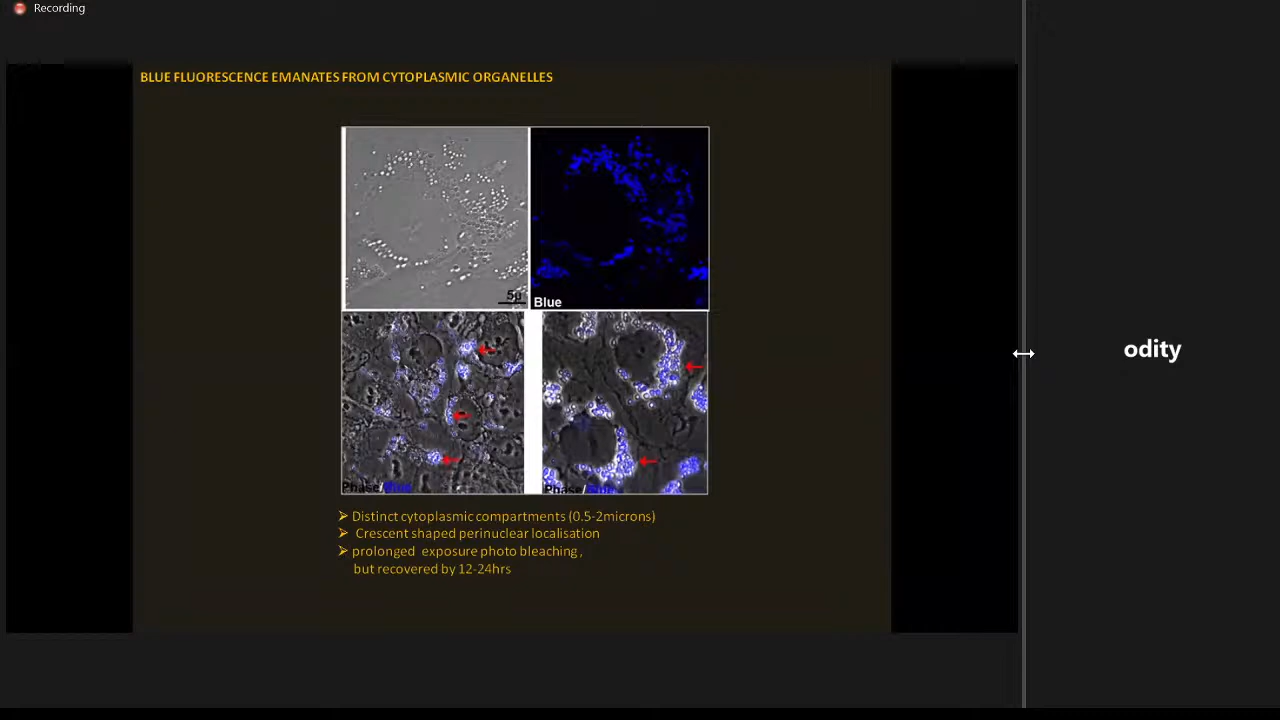 Recording
BLUE FLUORESCENCE EMANATES FROM CYTOPLASMIC ORGANELLES
5µ
Blue
Phase/Blue
Phase/Blue
➢ Distinct cytoplasmic compartments (0.5-2microns)
➢ Crescent shaped perinuclear localisation
➢ prolonged exposure photo bleaching,
but recovered by 12-24hrs
odity